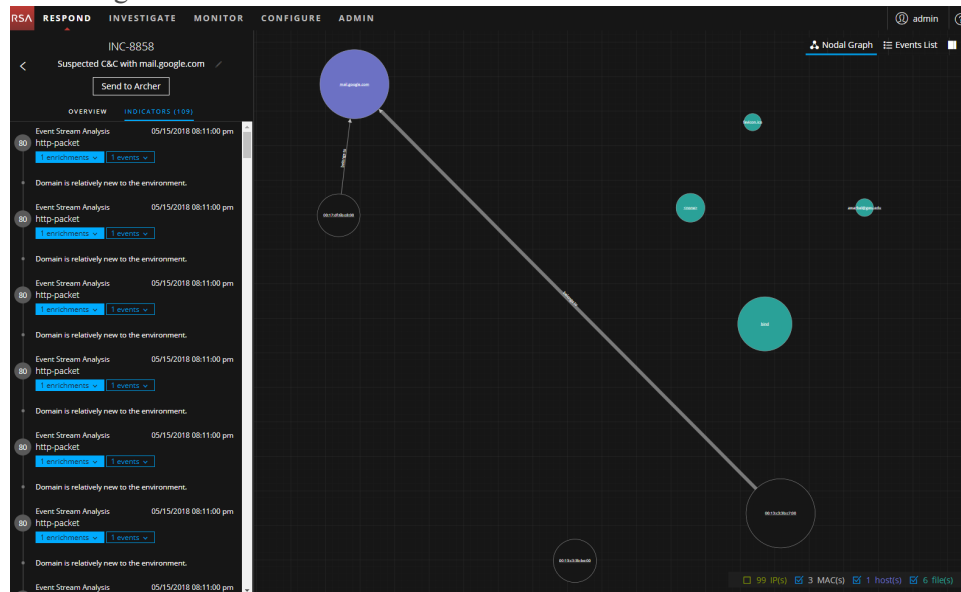 RSA RESPOND INVESTIGATE MONITOR CONFIGURE ADMIN admin
INC-8858
Suspected C&C with mail.google.com
Send to Archer
OVERVIEW INDICATORS (109)
Nodal Graph Events List
Event Stream Analysis 05/15/2018 08:11:00 pm
80 http-packet
1 enrichments 1 events
Domain is relatively new to the environment.
Event Stream Analysis 05/15/2018 08:11:00 pm
80 http-packet
1 enrichments 1 events
Domain is relatively new to the environment.
Event Stream Analysis 05/15/2018 08:11:00 pm
80 http-packet
1 enrichments 1 events
Domain is relatively new to the environment.
Event Stream Analysis 05/15/2018 08:11:00 pm
80 http-packet
1 enrichments 1 events
Domain is relatively new to the environment.
Event Stream Analysis 05/15/2018 08:11:00 pm
80 http-packet
1 enrichments 1 events
Domain is relatively new to the environment.
Event Stream Analysis 05/15/2018 08:11:00 pm
80 http-packet
1 enrichments 1 events
Domain is relatively new to the environment.
Event Stream Analysis 05/15/2018 08:11:00 pm
mail.google.com
99 IP(s) 3 MAC(s) 1 host(s) 6 file(s)